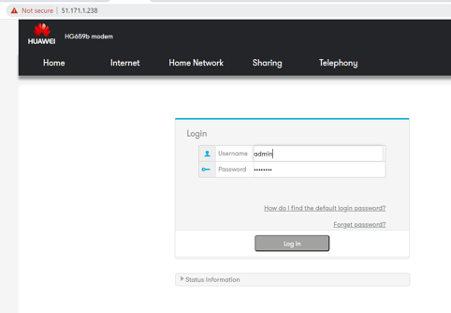 Not secure | 51.171.1.238
HUAWEI
HG659b modem
Home Internet Home Network Sharing Telephony
Login
Username admin
Password ••••••••
How do I find the default login password?
Forget password?
Log In
Status Information